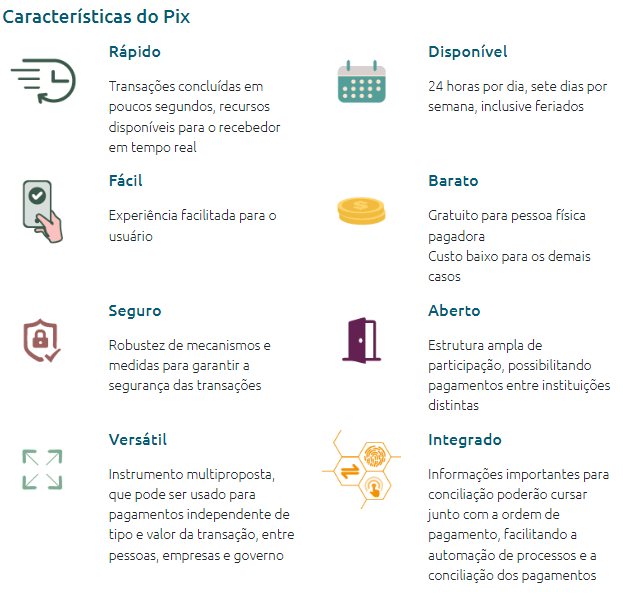 Características do Pix
Rápido
Transações concluídas em
poucos segundos, recursos
disponíveis para o recebedor
em tempo real
Disponível
24 horas por dia, sete dias por
semana, inclusive feriados
Fácil
Experiência facilitada para o
usuário
Barato
Gratuito para pessoa física
pagadora
Custo baixo para os demais
casos
Seguro
Robustez de mecanismos e
medidas para garantir a
segurança das transações
Aberto
Estrutura ampla de
participação, possibilitando
pagamentos entre instituições
distintas
Versátil
Instrumento multiproposta,
que pode ser usado para
pagamentos independente de
tipo e valor da transação, entre
pessoas, empresas e governo
Integrado
Informações importantes para
conciliação poderão cursar
junto com a ordem de
pagamento, facilitando a
automação de processos e a
conciliação dos pagamentos